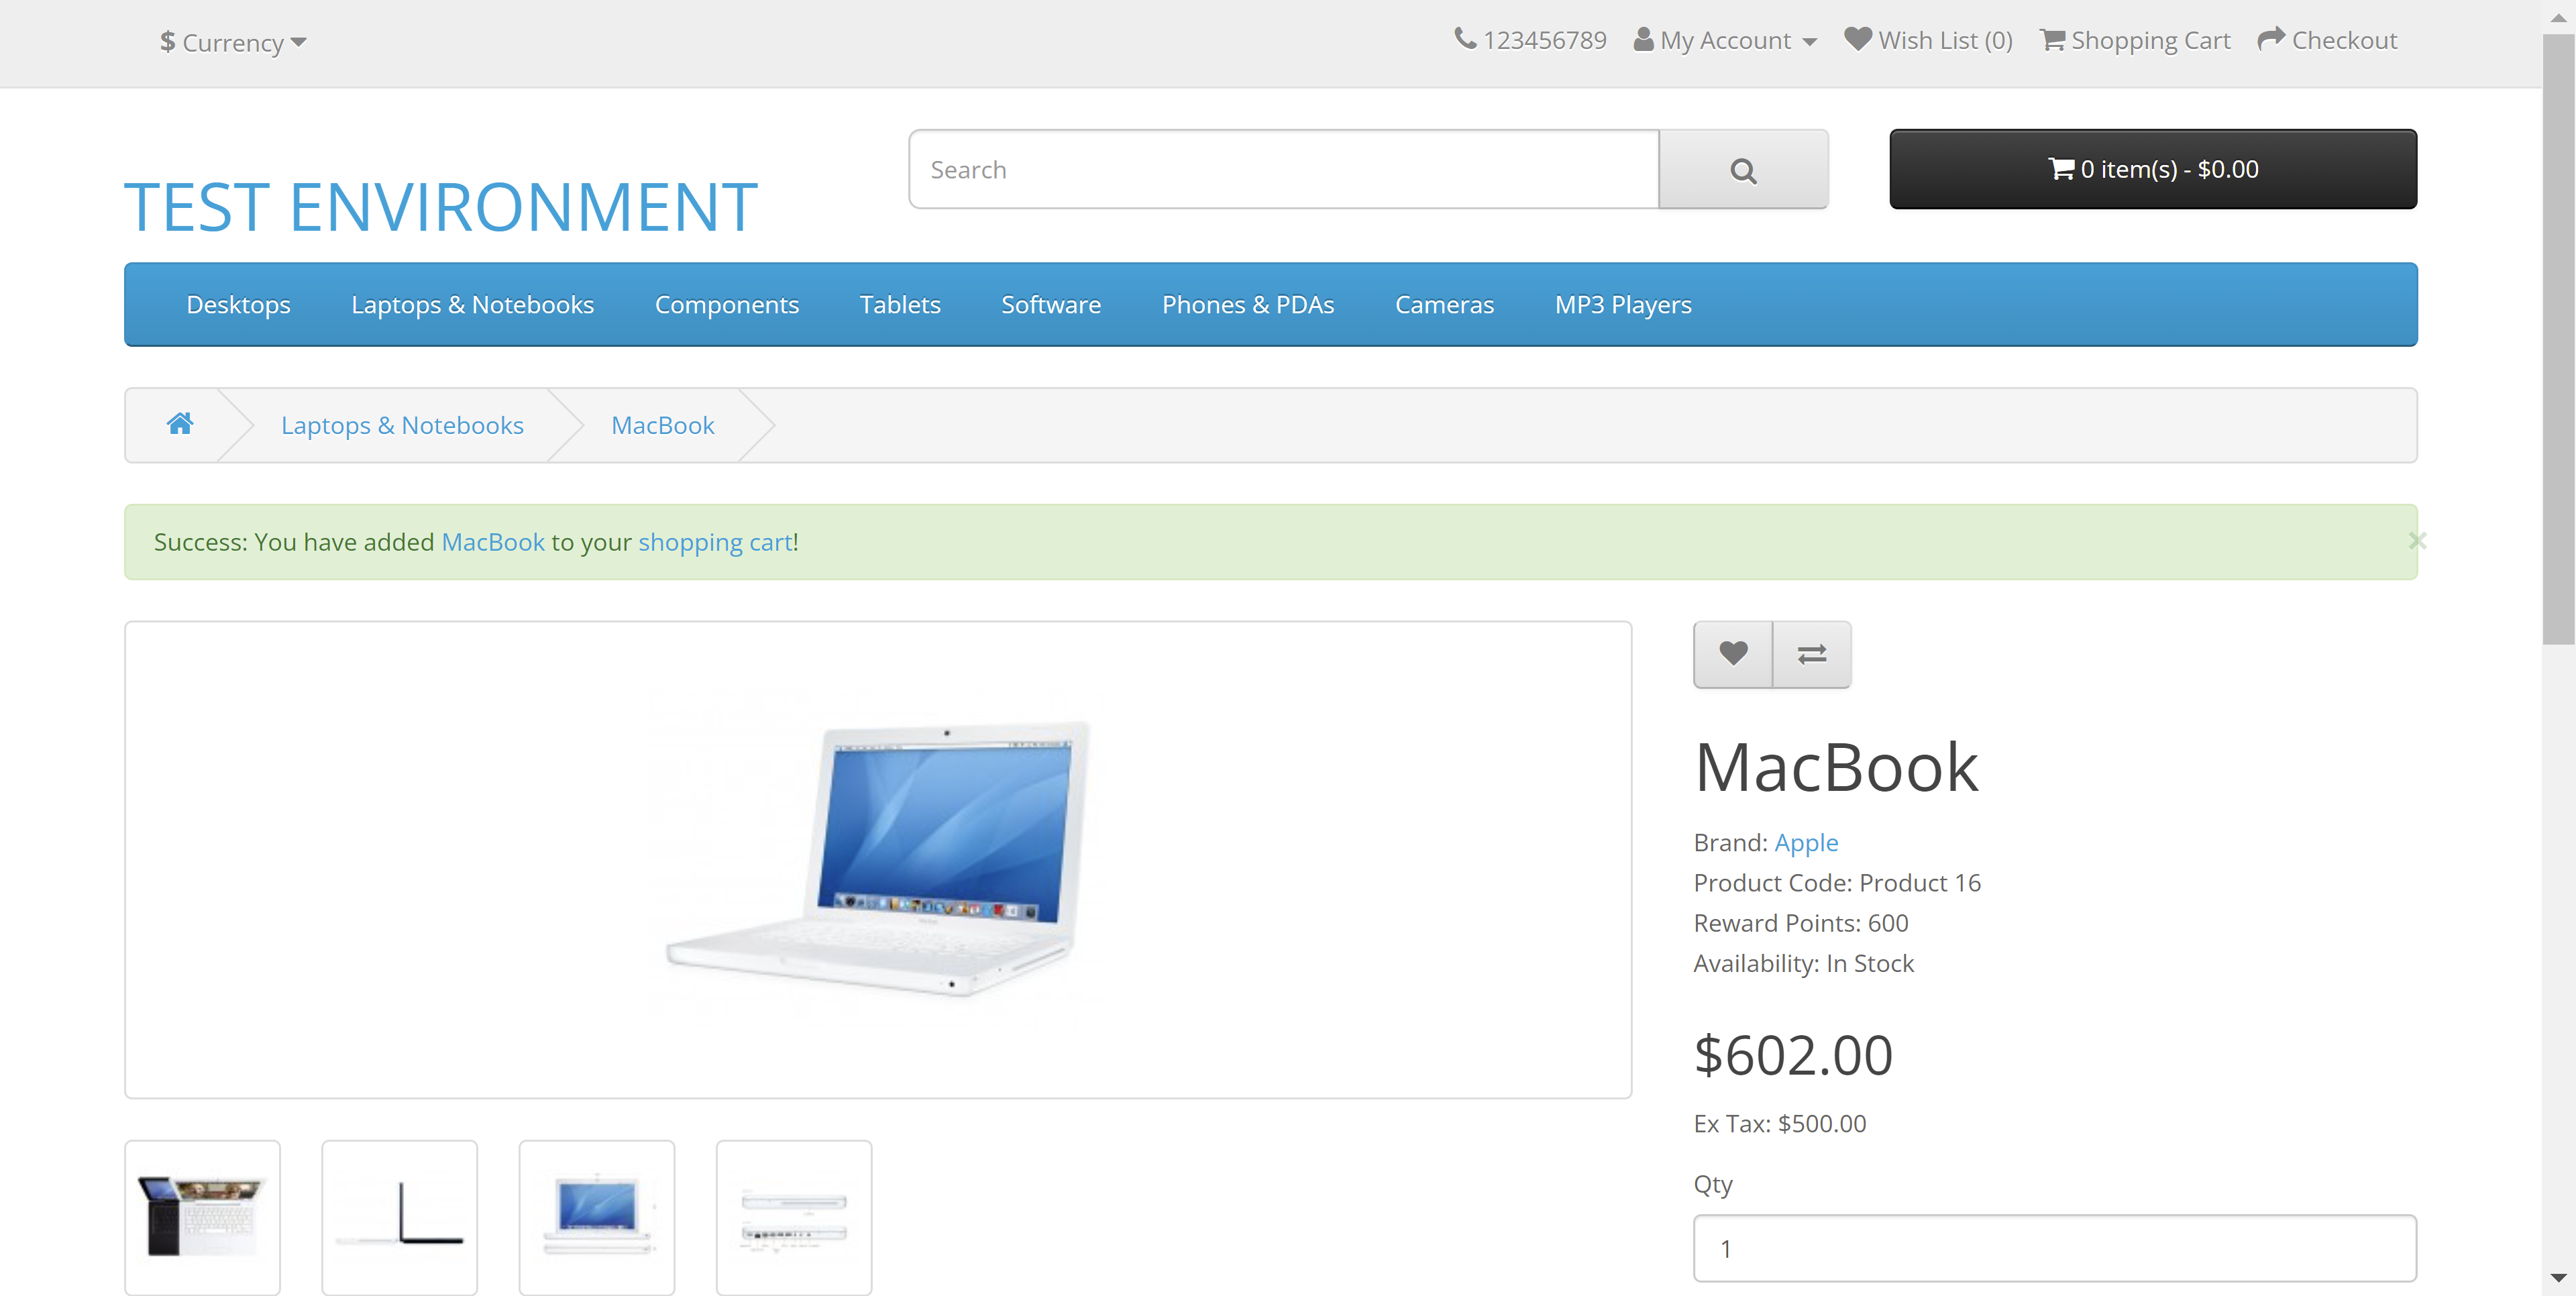 $ Currency
123456789 My Account Wish List (0) Shopping Cart Checkout
TEST ENVIRONMENT
Search
0 item(s) - $0.00
Desktops Laptops & Notebooks Components Tablets Software Phones & PDAs Cameras MP3 Players
Laptops & Notebooks MacBook
Success: You have added MacBook to your shopping cart!
×
MacBook
Brand: Apple
Product Code: Product 16
Reward Points: 600
Availability: In Stock
$602.00
Ex Tax: $500.00
Qty
1